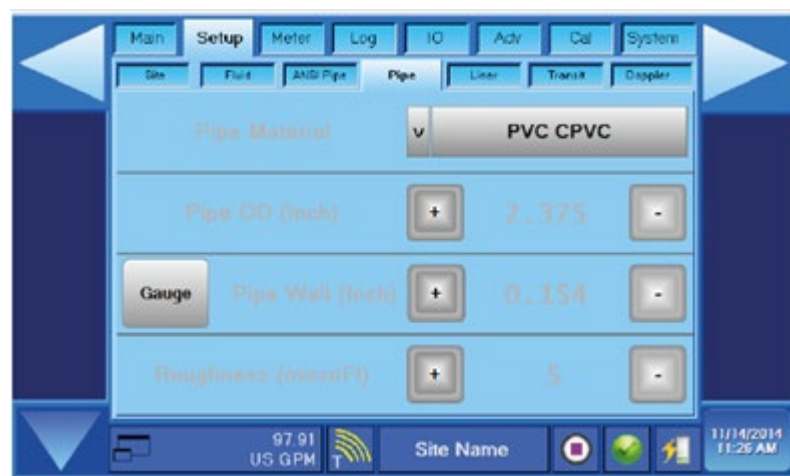 Main Setup Meter Log IO Adv Cal System
Site Fluid ANSI Pipe Pipe Liner Transit Doppler
Pipe Material v PVC CPVC
Pipe OD (Inch) + 2.375 -
Gauge Pipe Wall (Inch) + 0.154 -
Roughness (microFt) + 5 -
97.91
US GPM T Site Name
11/14/2014
11:26 AM